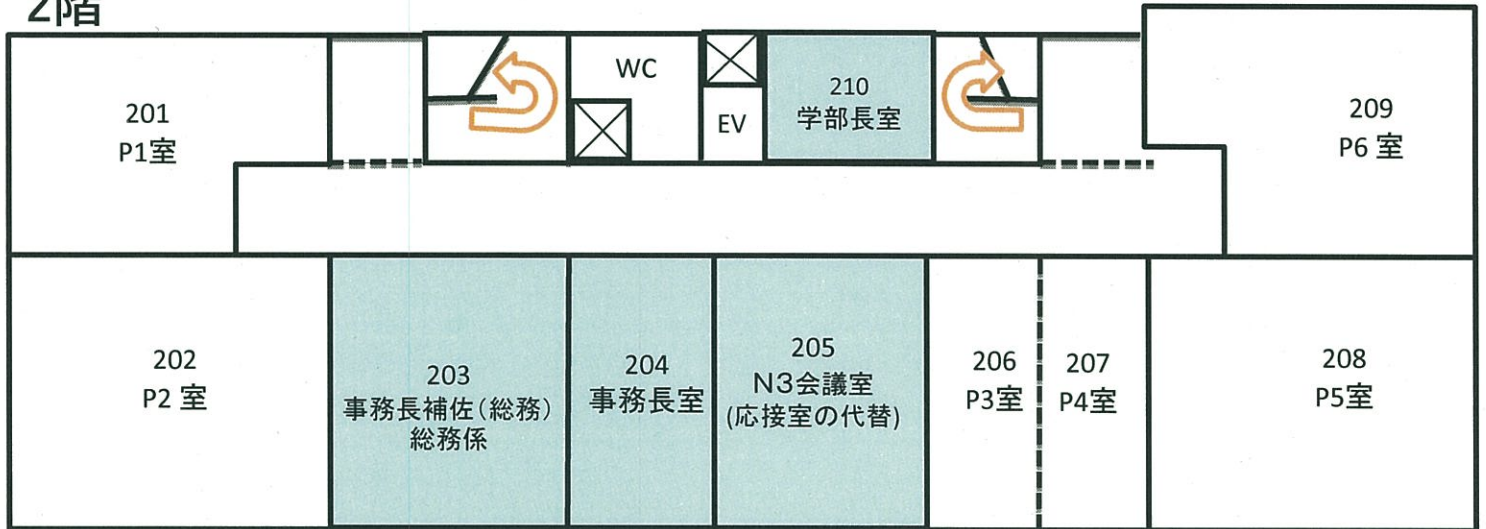 2階
201
P1室
WC
EV
210
学部長室
209
P6 室
202
P2 室
203
事務長補佐(総務)
総務係
204
事務長室
205
N3会議室
(応接室の代替)
206
P3室
207
P4室
208
P5室